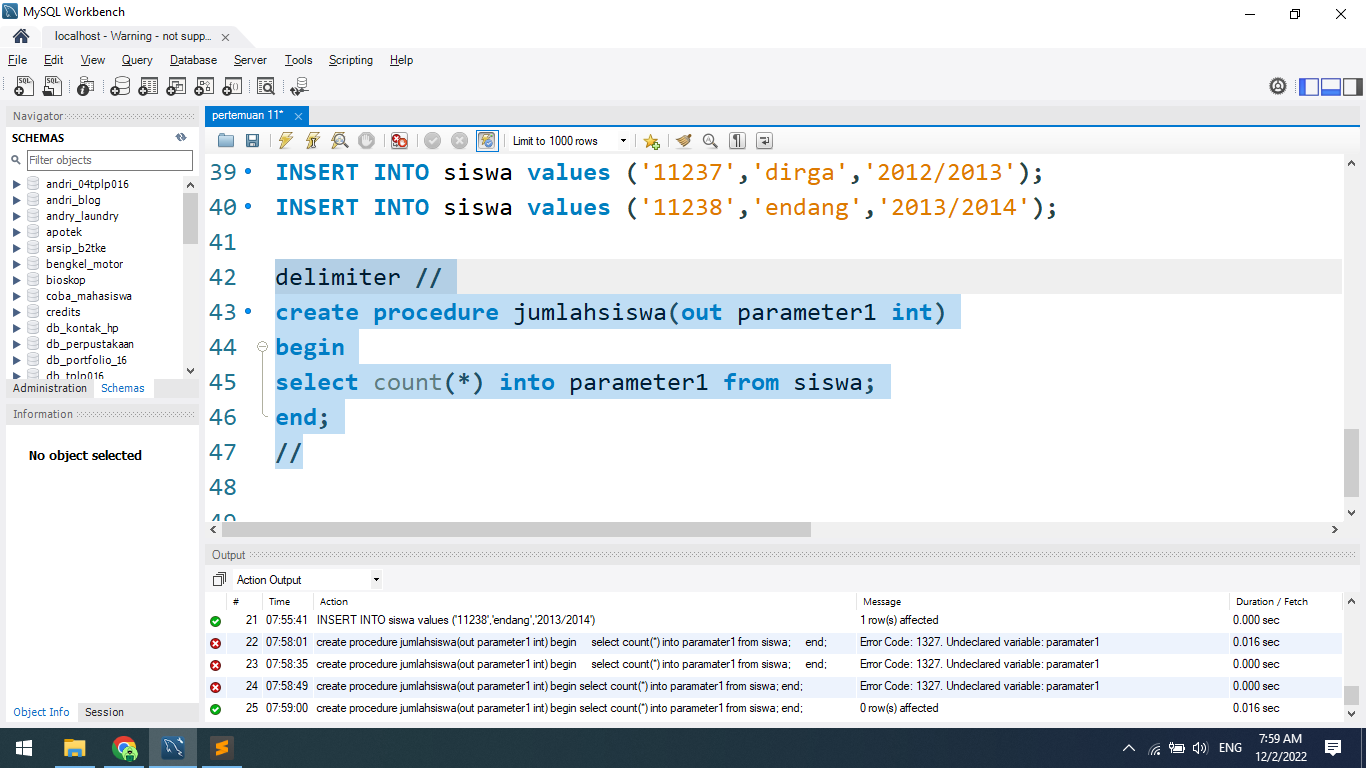 MySQL Workbench
localhost - Warning - not supp...
File Edit View Query Database Server Tools Scripting Help
Navigator
SCHEMAS
Filter objects
andri_04tplp016
andri_blog
andry_laundry
apotek
arsip_b2tke
bengkel_motor
bioskop
coba_mahasiswa
credits
db_kontak_hp
db_perpustakaan
db_portfolio_16
db_tplp016
Administration Schemas
Information
No object selected
Object Info Session
pertemuan 11*
Limit to 1000 rows
39 INSERT INTO siswa values ('11237','dirga','2012/2013');
40 INSERT INTO siswa values ('11238','endang','2013/2014');
41
42 delimiter //
43 create procedure jumlahsiswa(out parameter1 int)
44 begin
45 select count(*) into parameter1 from siswa;
46 end;
47 //
48
49
Output
Action Output
# Time Action Message Duration / Fetch
21 07:55:41 INSERT INTO siswa values ('11238','endang','2013/2014') 1 row(s) affected 0.000 sec
22 07:58:01 create procedure jumlahsiswa(out parameter1 int) begin select count(*) into paramater1 from siswa; end; Error Code: 1327. Undeclared variable: paramater1 0.016 sec
23 07:58:35 create procedure jumlahsiswa(out parameter1 int) begin select count(*) into paramater1 from siswa; end; Error Code: 1327. Undeclared variable: paramater1 0.000 sec
24 07:58:49 create procedure jumlahsiswa(out parameter1 int) begin select count(*) into paramater1 from siswa; end; Error Code: 1327. Undeclared variable: paramater1 0.000 sec
25 07:59:00 create procedure jumlahsiswa(out parameter1 int) begin select count(*) into parameter1 from siswa; end; 0 row(s) affected 0.016 sec
ENG
7:59 AM
12/2/2022